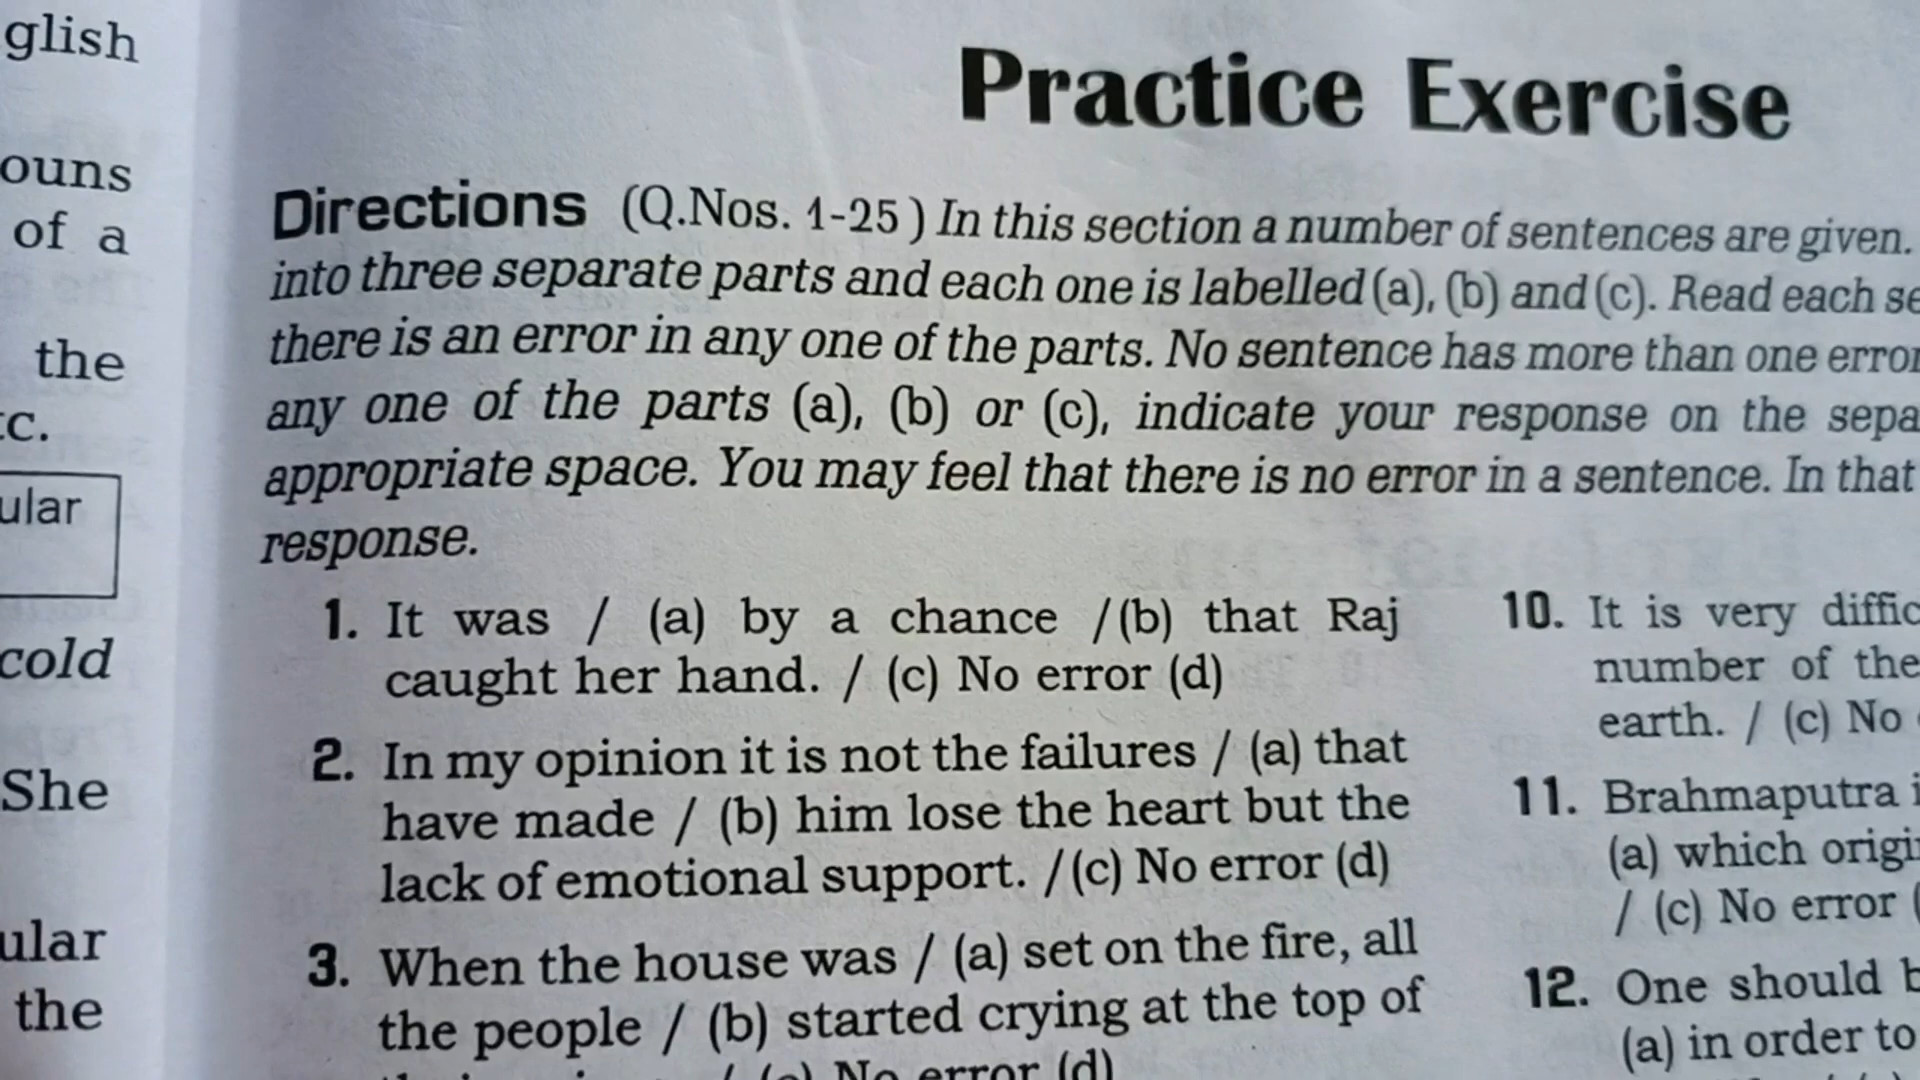 glish
ouns
of a
the
ular
cold
She
ular
the
Practice Exercise
Directions (Q.Nos. 1-25) In this section a number of sentences are given.
into three separate parts and each one is labelled (a), (b) and (c). Read each
there is an error in any one of the parts. No sentence has more than one error
any one of the parts (a), (b) or (c), indicate your response on the
appropriate space. You may feel that there is no error in a sentence. In that
response.
1. It was / (a) by a chance /(b) that Raj
caught her hand. / (c) No error (d)
2. In my opinion it is not the failures / (a) that
have made / (b) him lose the heart but the
lack of emotional support. /(c) No error (d)
3. When the house was / (a) set on the fire, all
the people / (b) started crying at the top of
/ (c) No error (d)
10. It is very
number of the
earth. / (c) No
11. Brahmaputra
(a) which
/ (c) No error
12. One should
(a) in order to